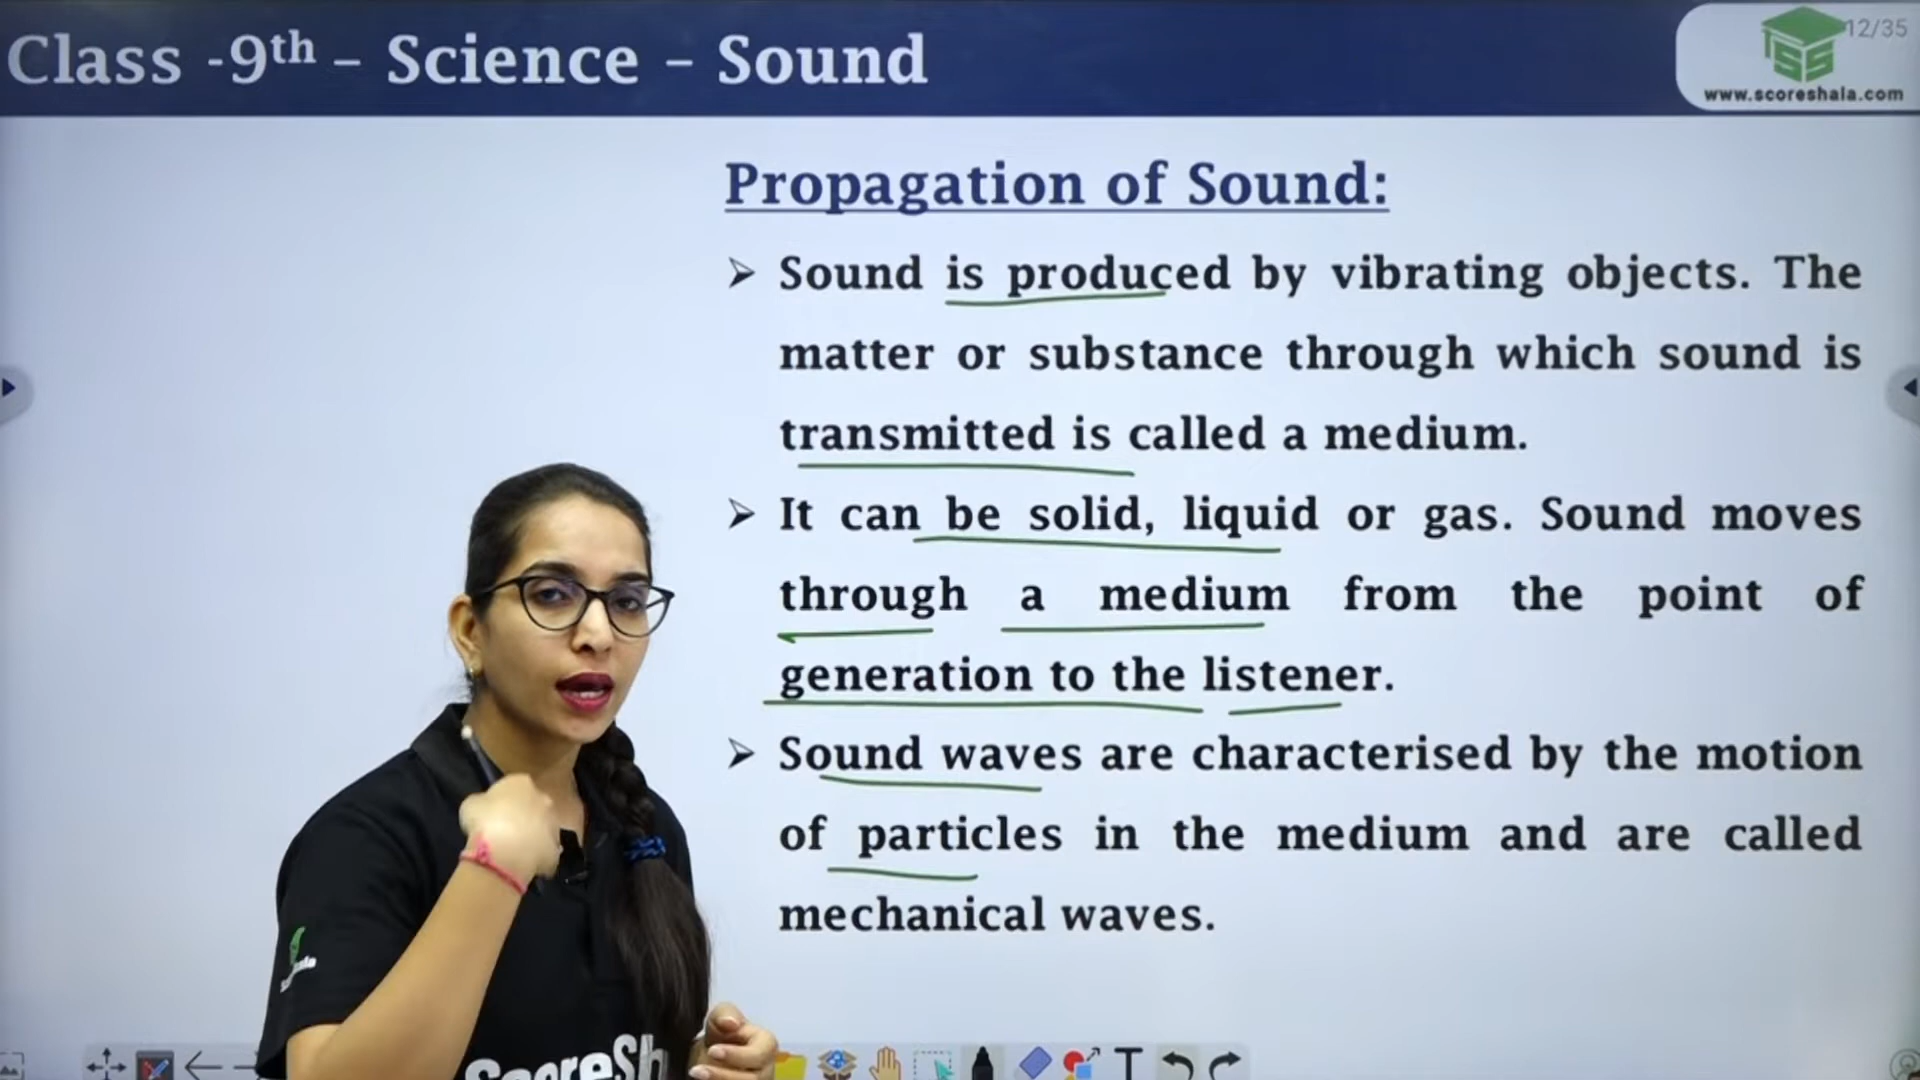 Class -9th – Science – Sound
12/35
www.scoreshala.com
Propagation of Sound:
➢ Sound is produced by vibrating objects. The
matter or substance through which sound is
transmitted is called a medium.
➢ It can be solid, liquid or gas. Sound moves
through a medium from the point of
generation to the listener.
➢ Sound waves are characterised by the motion
of particles in the medium and are called
mechanical waves.